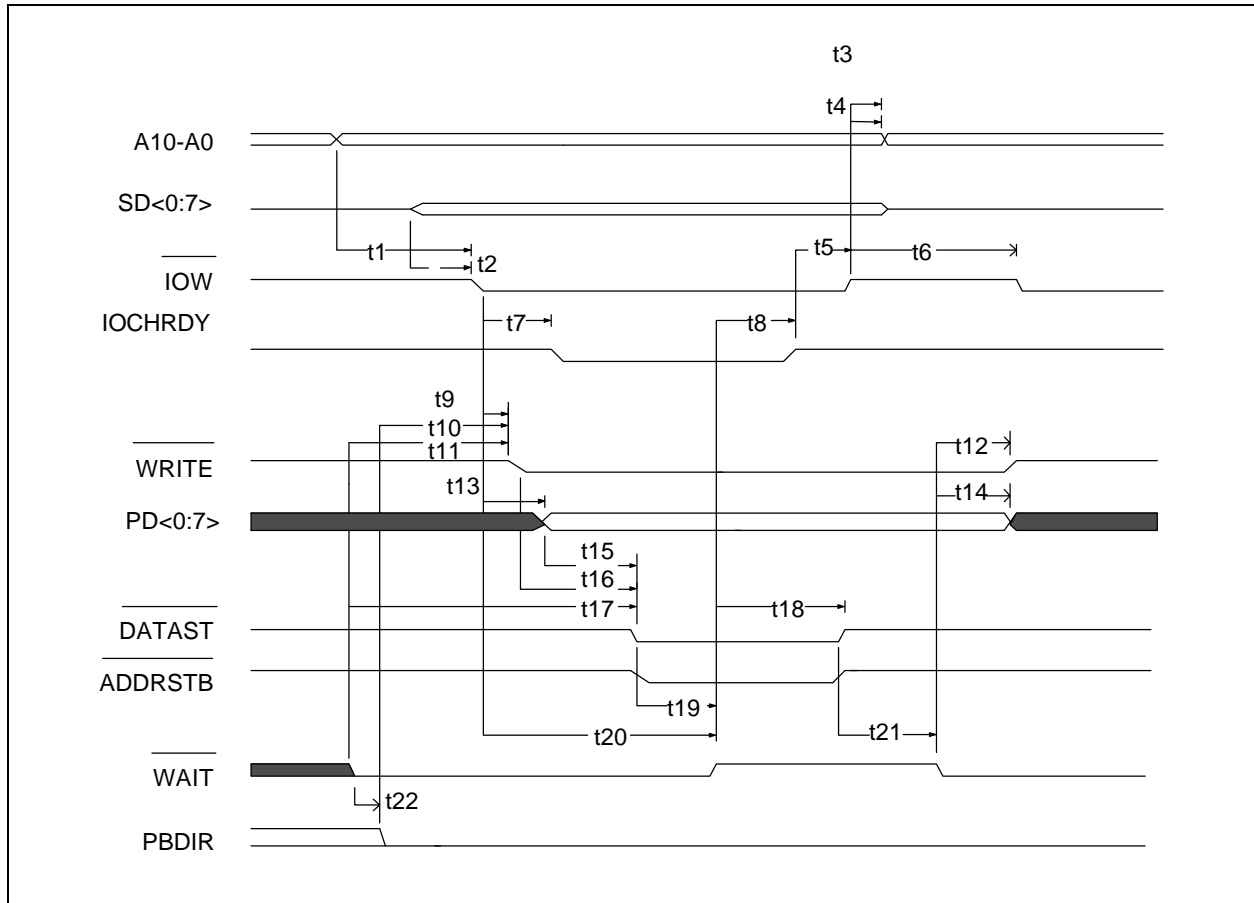 t3
t4
A10-A0
SD<0:7>
t1
t2
t5
t6
IOW
IOCHRDY
t7
t8
t9
t10
t11
t12
WRITE
t13
t14
PD<0:7>
t15
t16
t17
t18
DATAST
ADDRSTB
t19
t20
t21
WAIT
t22
PBDIR